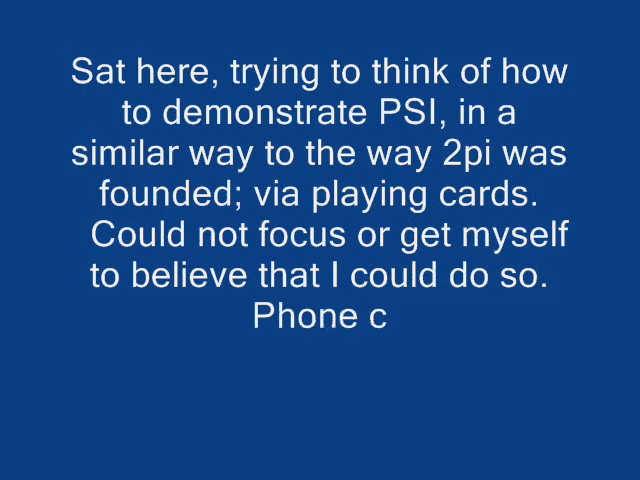 Sat here, trying to think of how
to demonstrate PSI, in a
similar way to the way 2pi was
founded; via playing cards.
Could not focus or get myself
to believe that I could do so.
Phone c